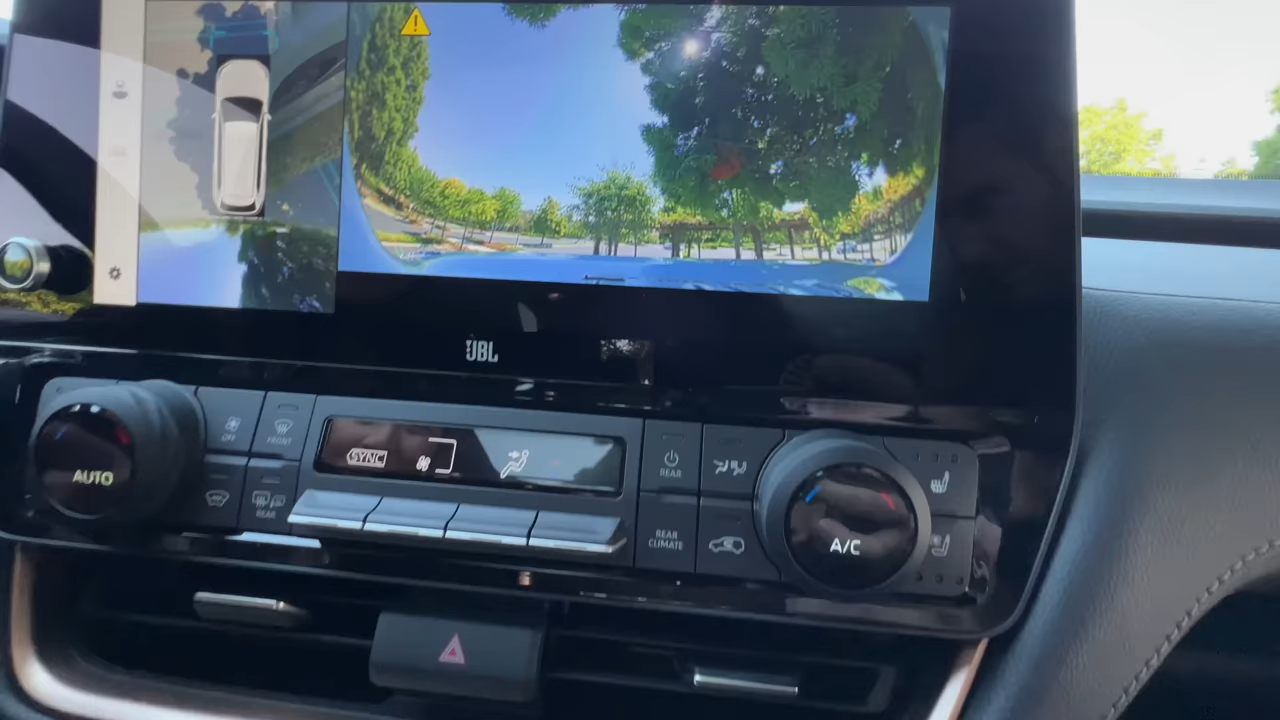 JBL
OFF
FRONT
AUTO
SYNC
REAR
REAR
REAR
CLIMATE
A/C